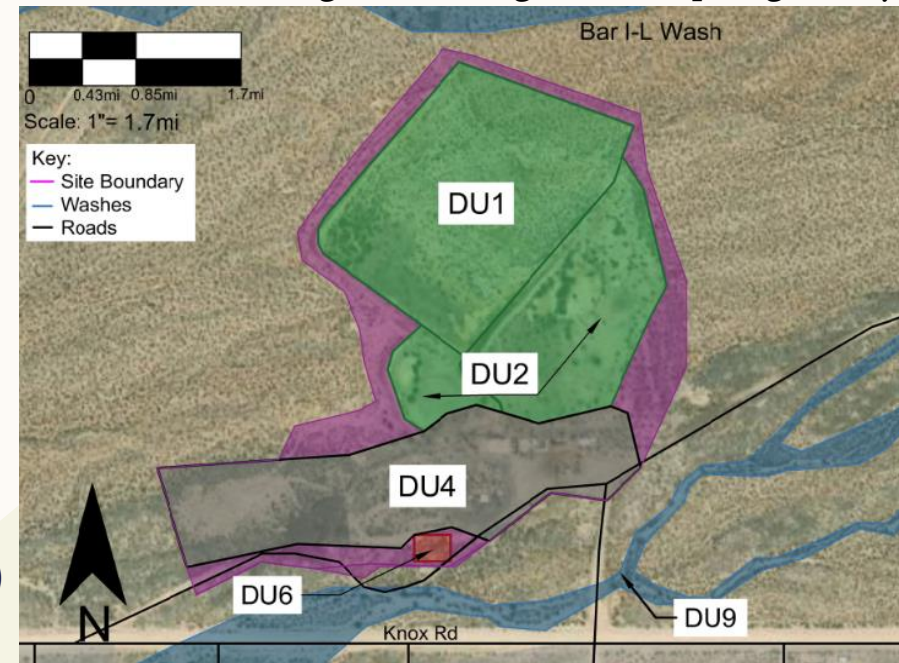 Bar I-L Wash
0 0.43mi 0.85mi 1.7mi
Scale: 1"= 1.7mi
Key:
Site Boundary
Washes
Roads
DU1
DU2
DU4
DU6
DU9
N
Knox Rd